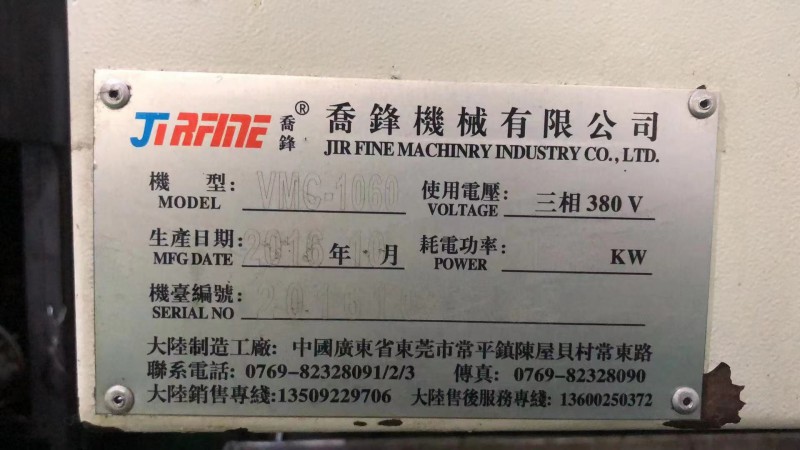 JIRFINE ® 喬鋒 喬鋒機械有限公司
JIR FINE MACHINRY INDUSTRY CO., LTD.
機 型: VMC-1060 使用電壓: 三相 380 V
MODEL VOLTAGE
生產日期: 2016 年 10 月 耗電功率: KW
MFG DATE POWER
機臺編號:
SERIAL NO
大陸制造工廠: 中國廣東省東莞市常平鎮陳屋貝村常東路
聯系電話: 0769-82328091/2/3 傳真: 0769-82328090
大陸銷售專綫:13509229706 大陸售後服務專綫: 13600250372